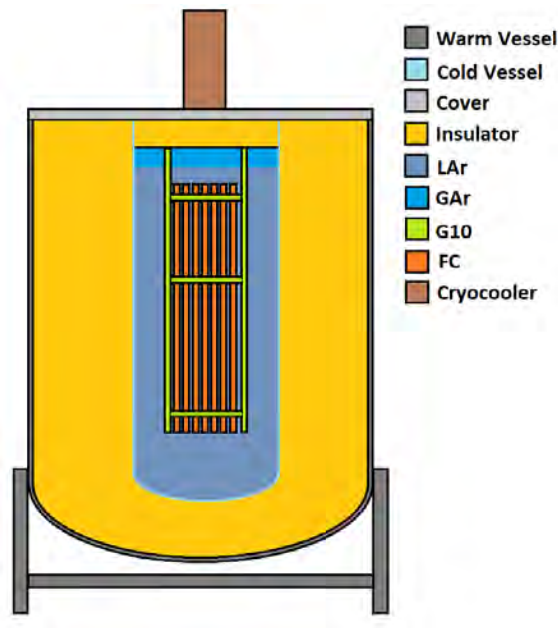 Warm Vessel
Cold Vessel
Cover
Insulator
LAr
GAr
G10
FC
Cryocooler